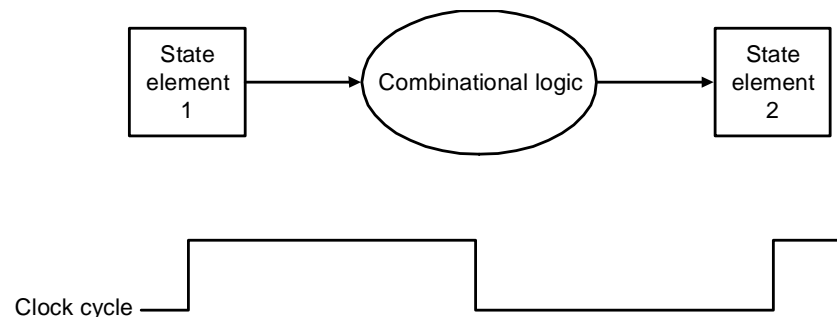 State
element
1
Combinational logic
State
element
2
Clock cycle